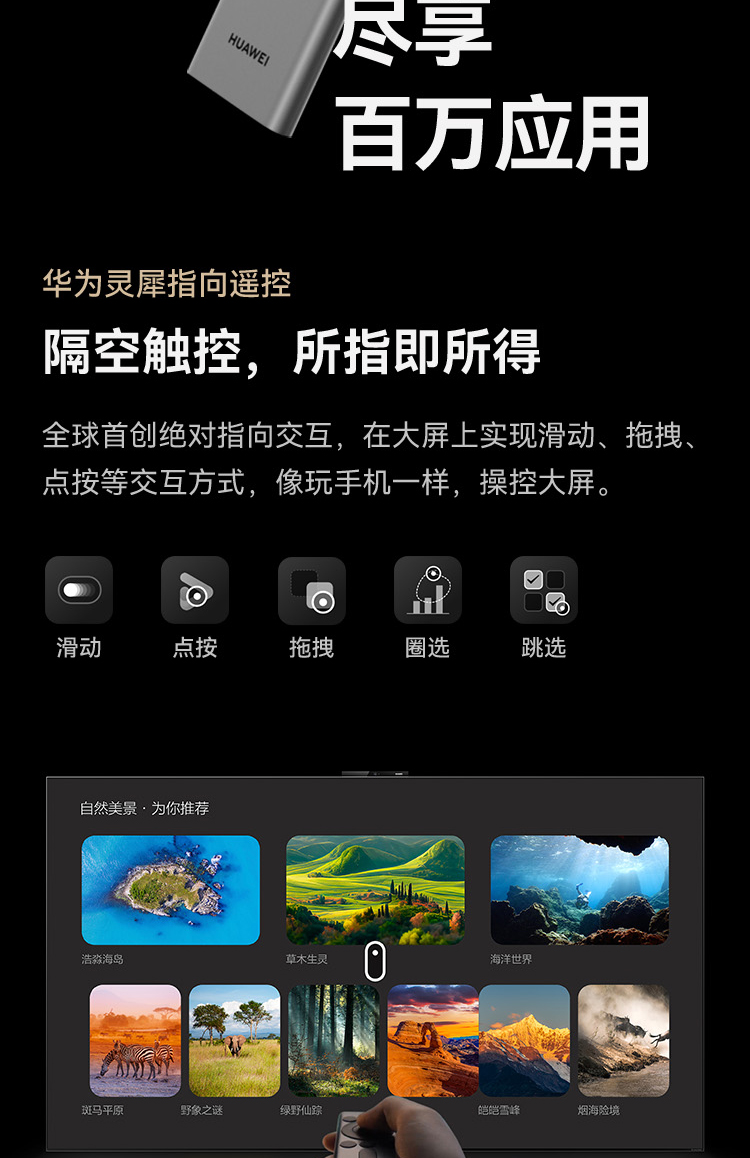 尽享
HUAWEI
百万应用
华为灵犀指向遥控
隔空触控，所指即所得
全球首创绝对指向交互，在大屏上实现滑动、拖拽、
点按等交互方式，像玩手机一样，操控大屏。
滑动
点按
拖拽
圈选
跳选
自然美景·为你推荐
浩淼海岛
草木生灵
海洋世界
斑马平原
野象之谜
绿野仙踪
皑皑雪峰
烟海险境